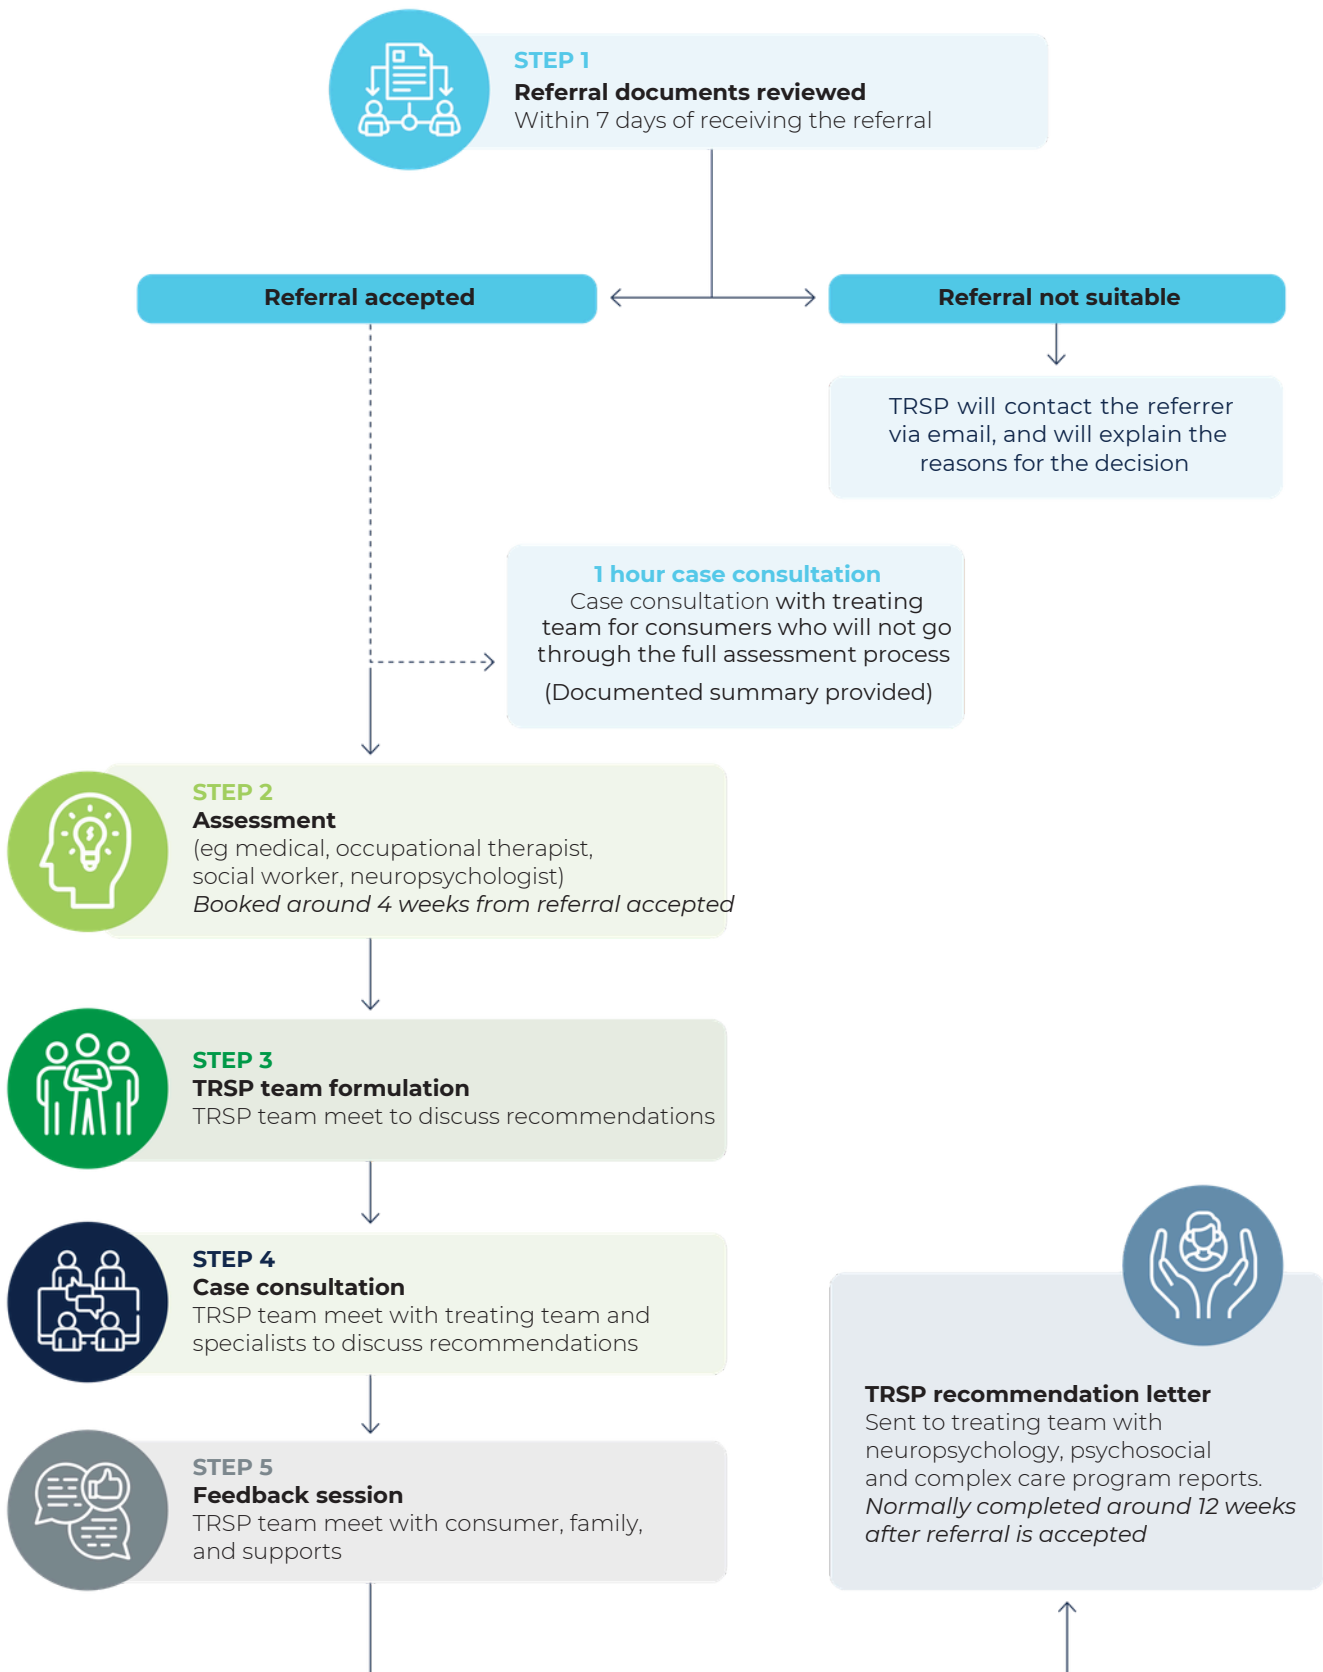 STEP 1
Referral documents reviewed
Within 7 days of receiving the referral
Referral accepted
Referral not suitable
TRSP will contact the referrer
via email, and will explain the
reasons for the decision
1 hour case consultation
Case consultation with treating
team for consumers who will not go
through the full assessment process
(Documented summary provided)
STEP 2
Assessment
(eg medical, occupational therapist,
social worker, neuropsychologist)
Booked around 4 weeks from referral accepted
STEP 3
TRSP team formulation
TRSP team meet to discuss recommendations
STEP 4
Case consultation
TRSP team meet with treating team and
specialists to discuss recommendations
STEP 5
Feedback session
TRSP team meet with consumer, family,
and supports
TRSP recommendation letter
Sent to treating team with
neuropsychology, psychosocial
and complex care program reports.
Normally completed around 12 weeks
after referral is accepted